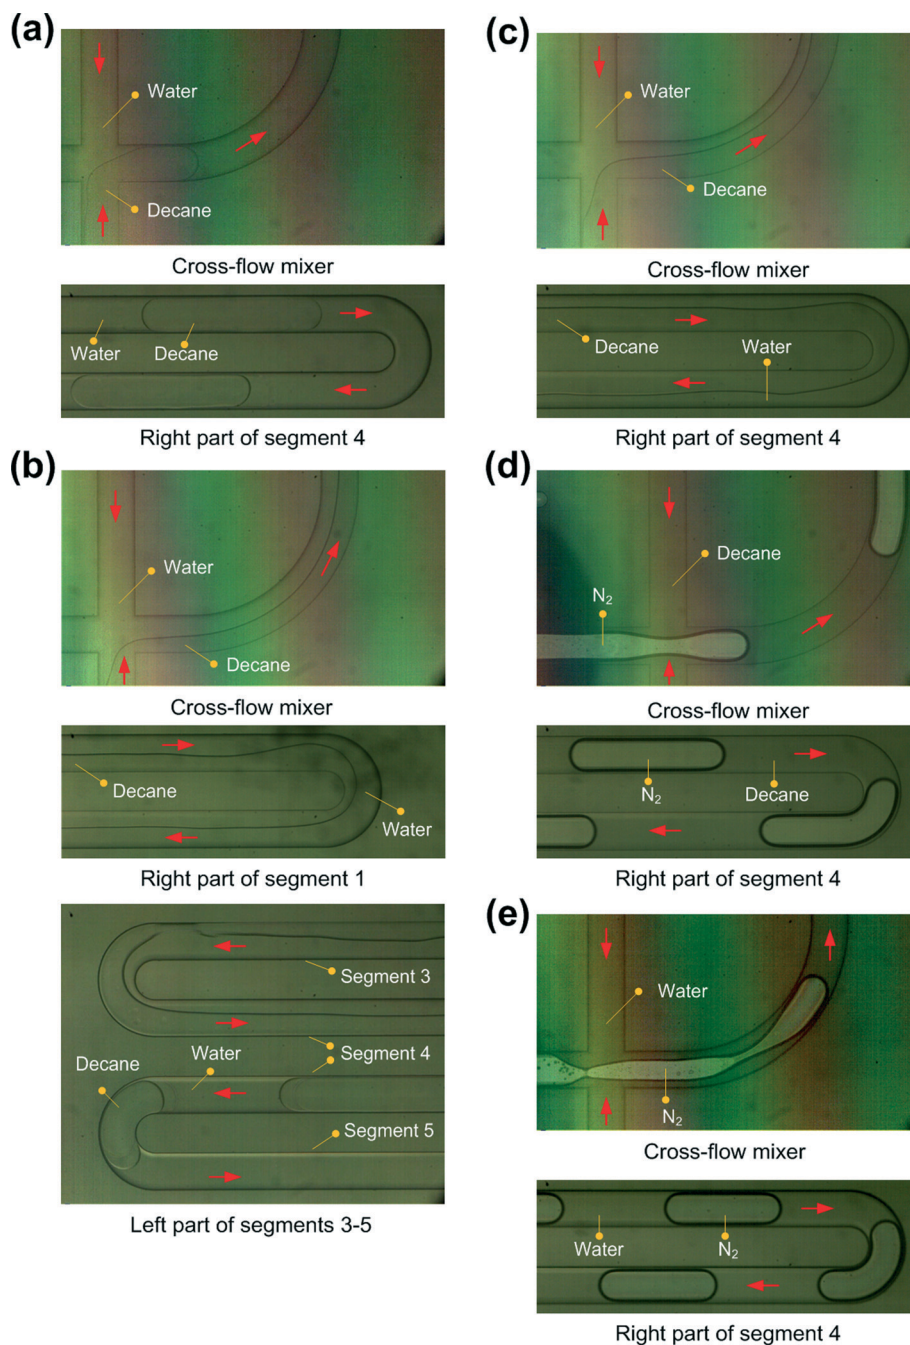 (a)
Water
Decane
Cross-flow mixer
Water
Decane
Right part of segment 4
(b)
Water
Decane
Cross-flow mixer
Decane
Water
Right part of segment 1
Segment 3
Decane
Water
Segment 4
Segment 5
Left part of segments 3-5
(c)
Water
Decane
Cross-flow mixer
Decane
Water
Right part of segment 4
(d)
Decane
N2
Cross-flow mixer
N2
Decane
Right part of segment 4
(e)
Water
N2
Cross-flow mixer
Water
N2
Right part of segment 4